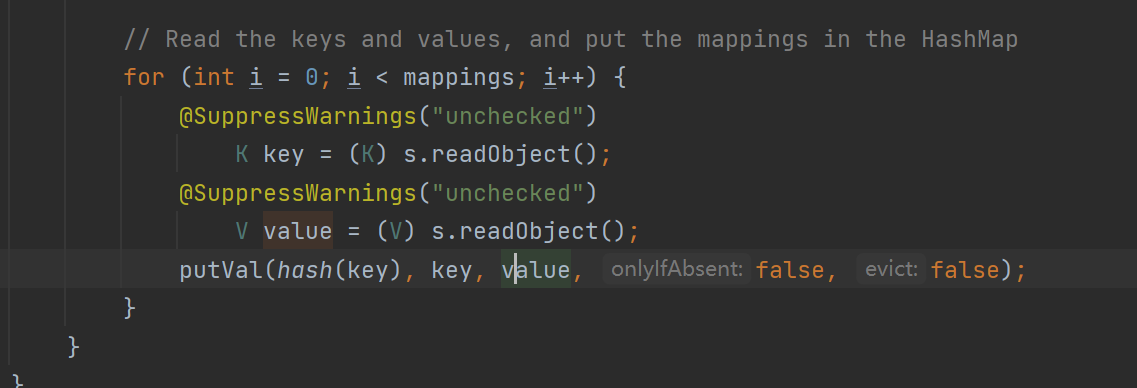 // Read the keys and values, and put the mappings in the HashMap
for (int i = 0; i < mappings; i++) {
@SuppressWarnings("unchecked")
K key = (K) s.readObject();
@SuppressWarnings("unchecked")
V value = (V) s.readObject();
putVal(hash(key), key, value, onlyIfAbsent: false, evict: false);
}
}
}